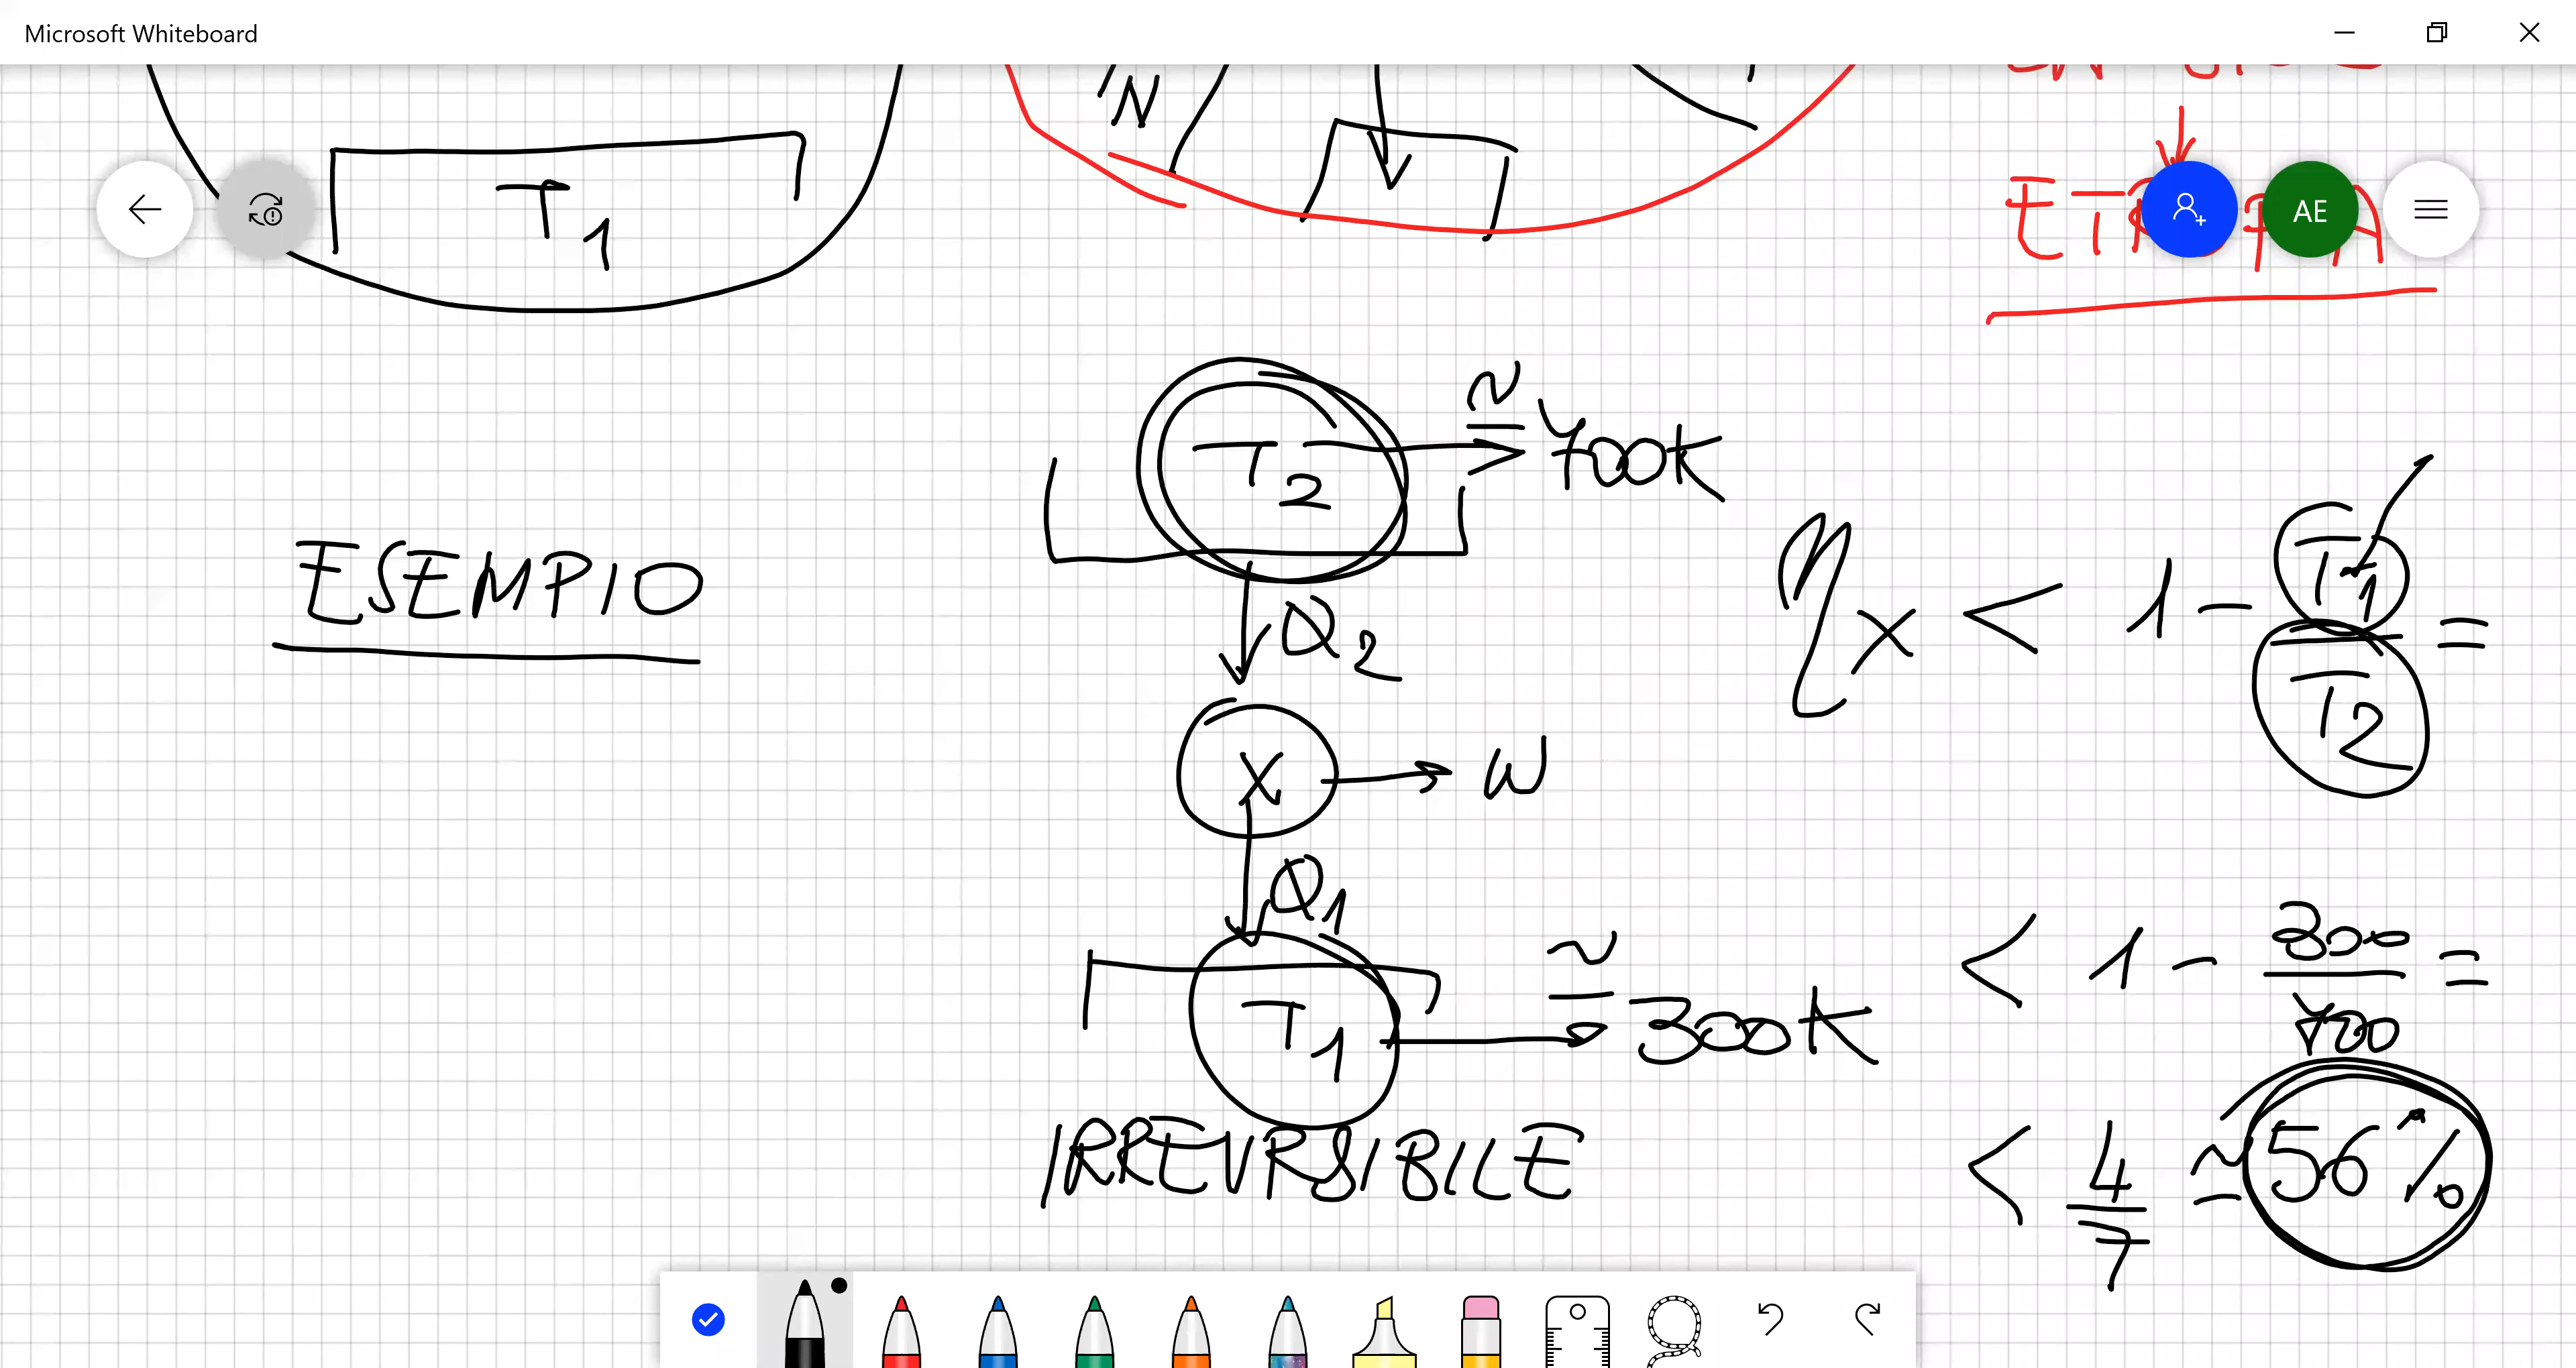 Microsoft Whiteboard
N
T1
AE
T2 → ≅ 700K
ESEMPIO
Q2
ηx < 1 - T1/T2 =
X → W
Q1
< 1 - 300/700 =
T1 → ≅ 300K
IRREVRSIBILE
< 4/7 ≅ 56%